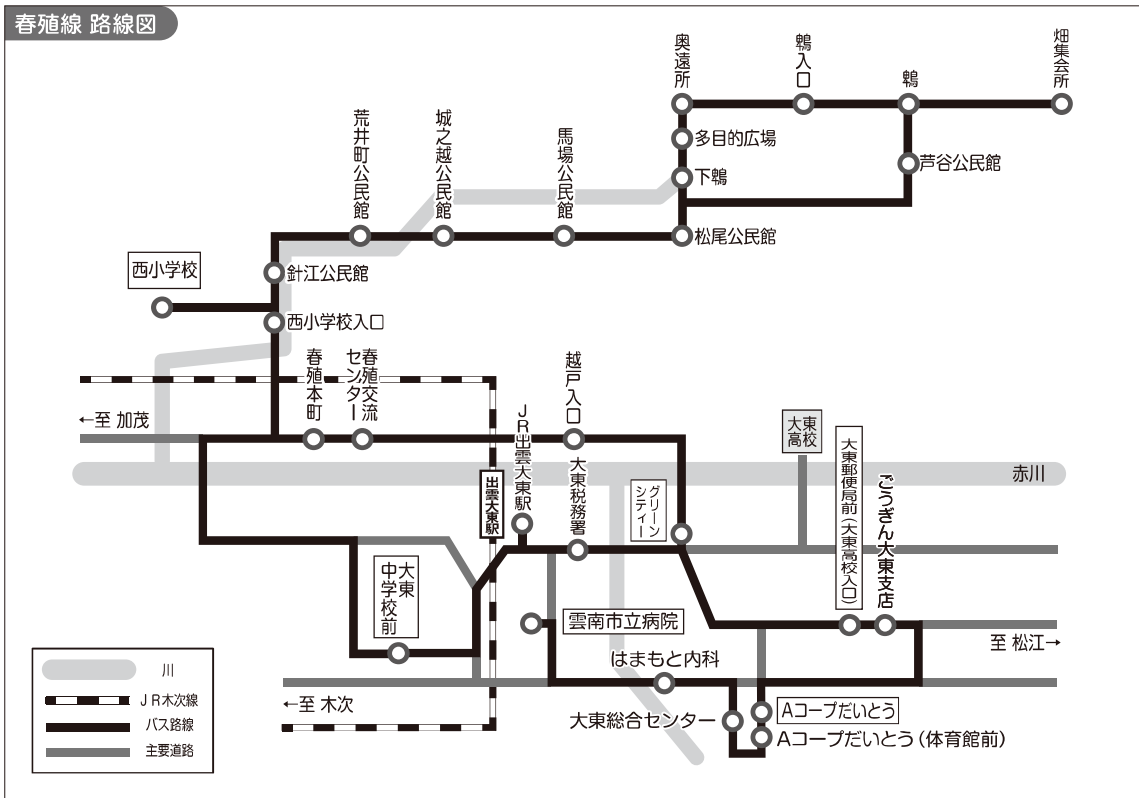 春殖線 路線図
奥遠所
鵯入口
鵯
畑集会所
荒井町公民館
城之越公民館
馬場公民館
多目的広場
芦谷公民館
下鵯
松尾公民館
西小学校
針江公民館
西小学校入口
春殖本町
春殖交流
センター
越戸入口
←至 加茂
JR出雲大東駅
大東税務署
グリーン
シティー
大東
高校
大東郵便局前(大東高校入口)
ごうぎん大東支店
赤川
出雲大東駅
大東
中学校前
雲南市立病院
至 松江→
はまもと内科
←至 木次
大東総合センター
Aコープだいとう
Aコープだいとう(体育館前)
川
JR木次線
バス路線
主要道路